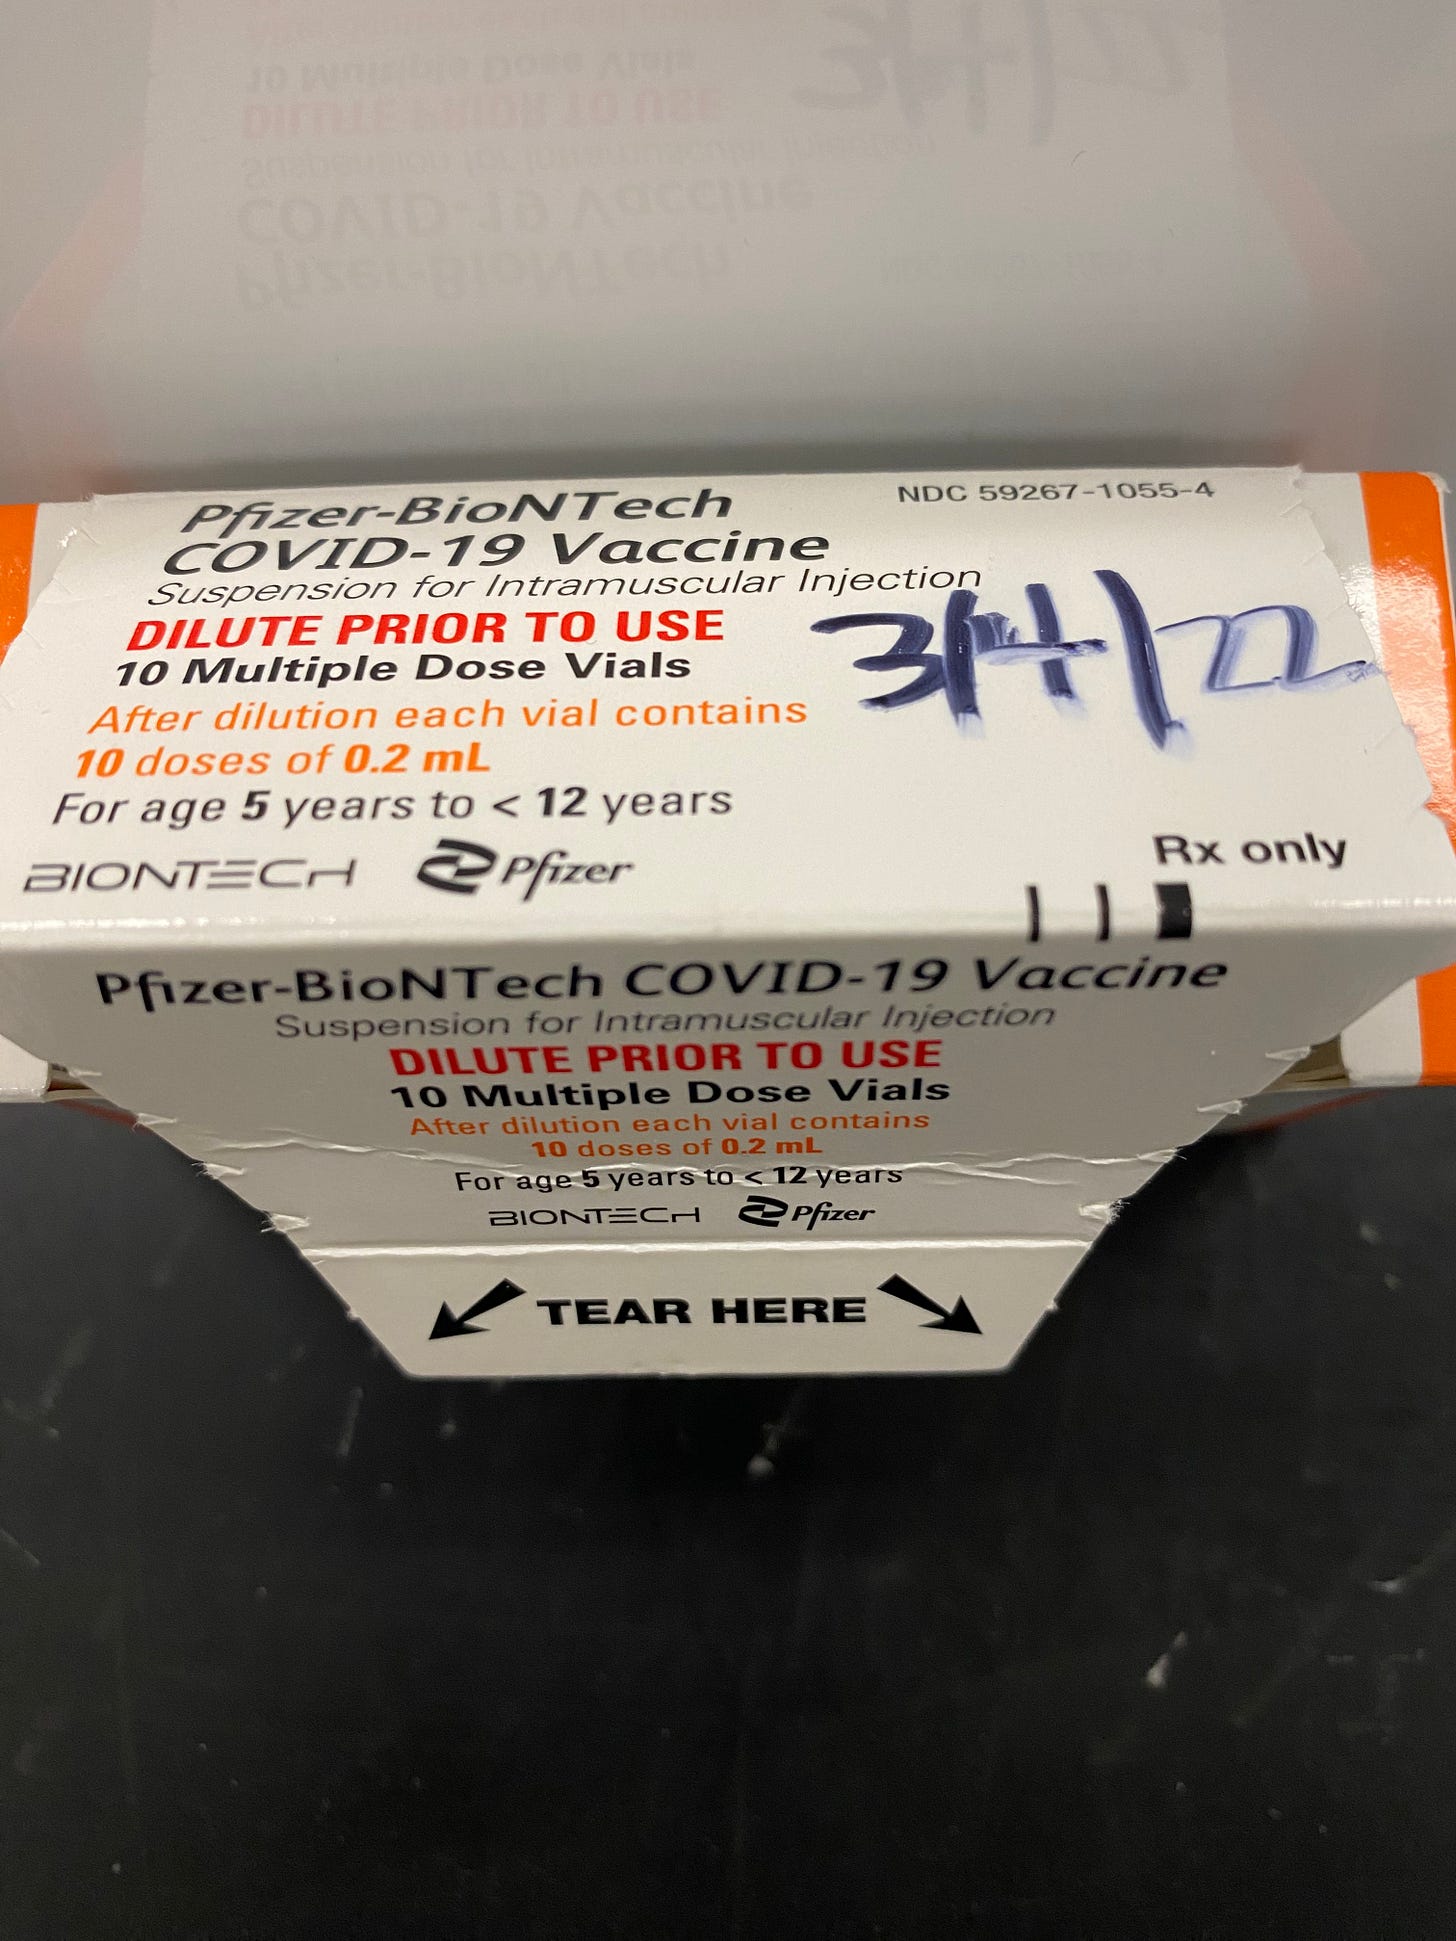 Pfizer-BioNTech
NDC 59267-1055-4
COVID-19 Vaccine
Suspension for Intramuscular Injection
DILUTE PRIOR TO USE
3/4/22
10 Multiple Dose Vials
After dilution each vial contains
10 doses of 0.2 mL
For age 5 years to < 12 years
BIONTECH Pfizer
Rx only
Pfizer-BioNTech COVID-19 Vaccine
Suspension for Intramuscular Injection
DILUTE PRIOR TO USE
10 Multiple Dose Vials
After dilution each vial contains
10 doses of 0.2 mL
For age 5 years to < 12 years
BIONTECH Pfizer
TEAR HERE